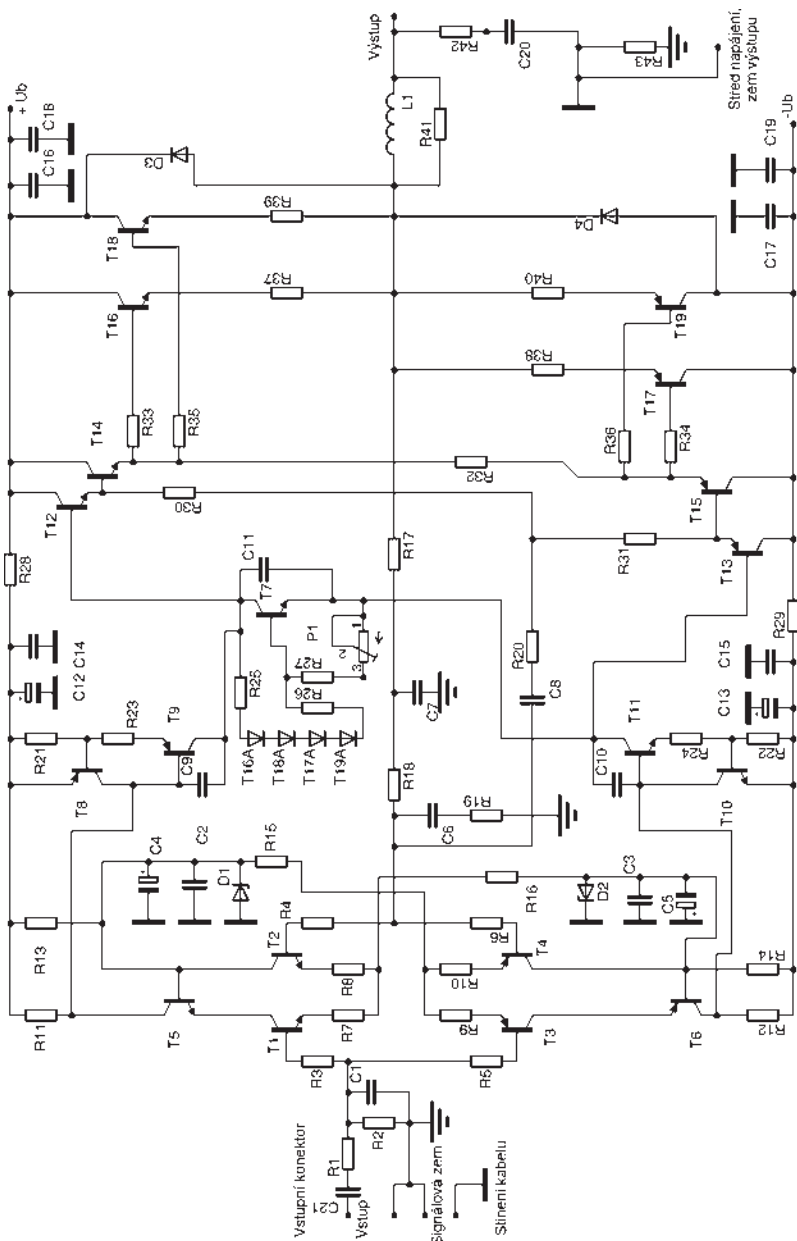 Výstup
R42
C20
R43
Střed napájení,
zem výstupu
L1
R41
+ Ub
C18
C16
D3
-Ub
C19
C17
D4
T18
R39
T16
R37
R40
T19
R38
T17
T14
R33
R35
R36
R34
R32
T12
R30
T15
R31
T13
R28
C11
T7
R17
P1
1
2
3
R20
C8
R29
C14
C12
C15
C13
R25
R27
R26
C7
R21
R23
T9
C9
T8
T16A
T18A
T17A
T19A
R18
C10
T11
R24
R22
T10
C6
R19
C4
C2
D1
R15
R16
D2
C3
C5
R13
R4
T2
R8
R6
T4
R10
R14
R11
T5
T1
R7
R9
T3
T6
R12
R3
R5
C1
R2
R1
C21
Vstupní konektor
Vstup
Signálová zem
Stínení kabelu